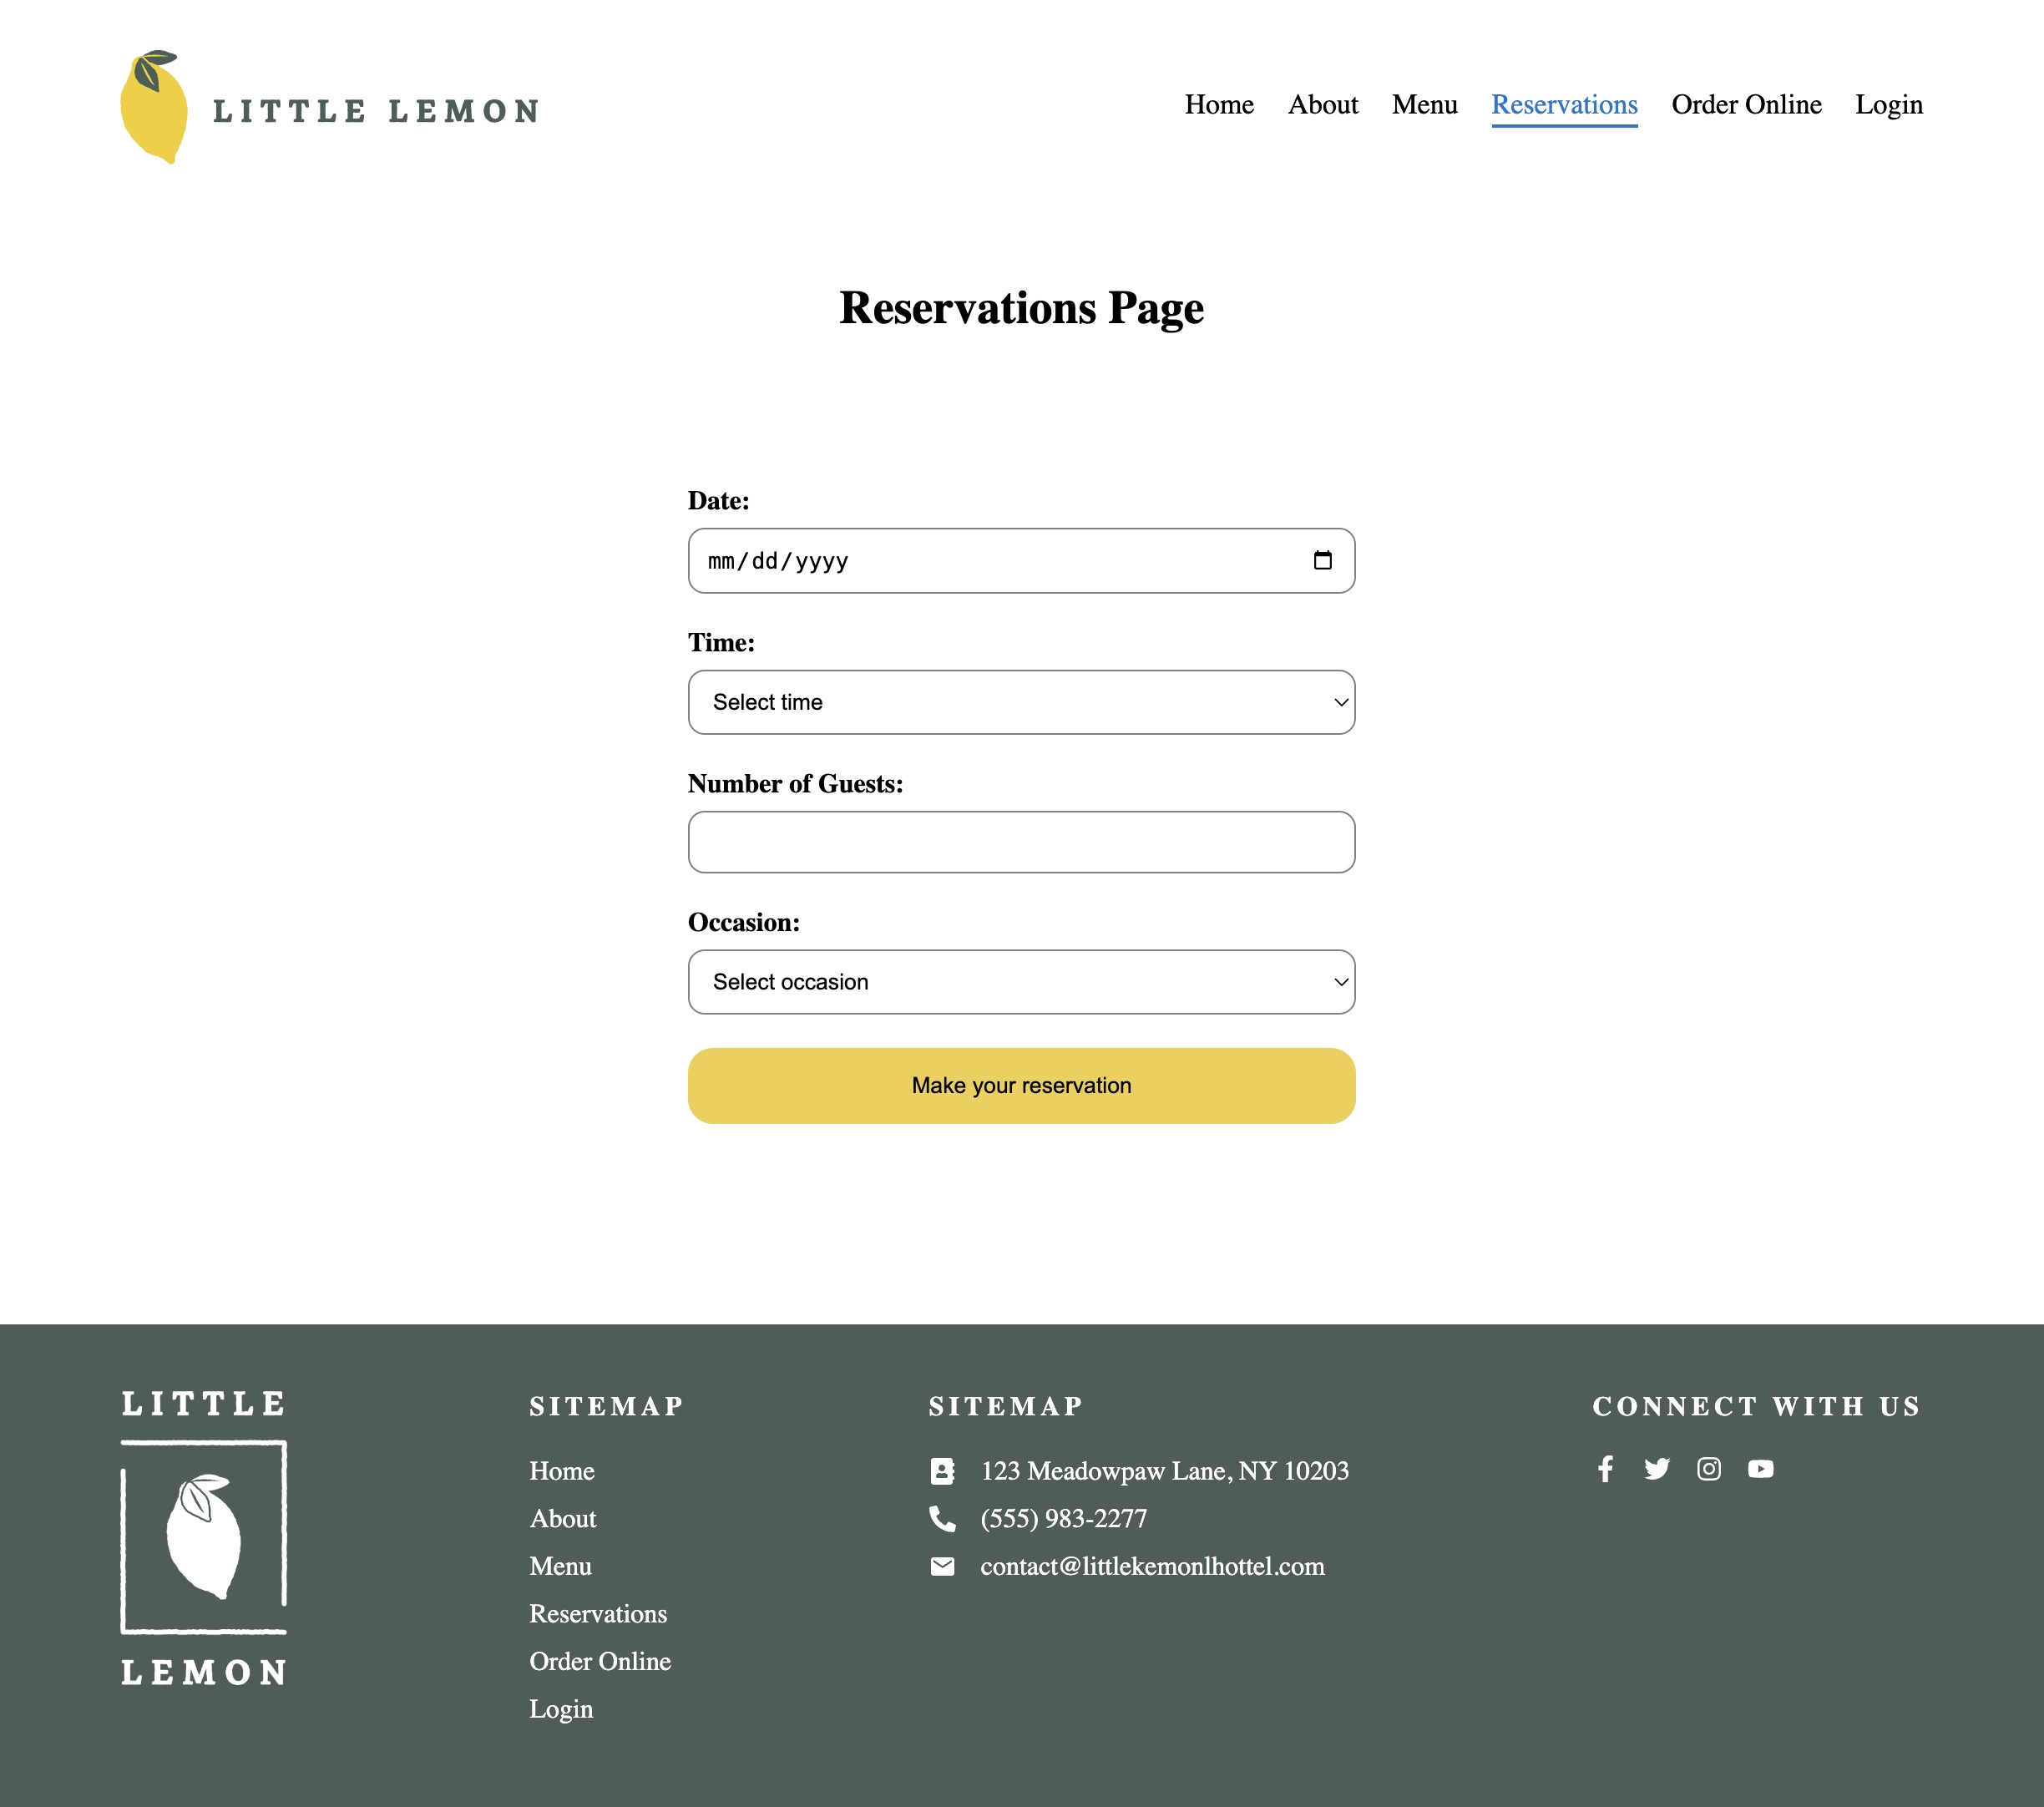 LITTLE LEMON
Home About Menu Reservations Order Online Login
Reservations Page
Date:
mm/dd/yyyy
Time:
Select time
Number of Guests:
Occasion:
Select occasion
Make your reservation
LITTLE
LEMON
SITEMAP
Home
About
Menu
Reservations
Order Online
Login
SITEMAP
123 Meadowpaw Lane, NY 10203
(555) 983-2277
contact@littlekemonlhottel.com
CONNECT WITH US